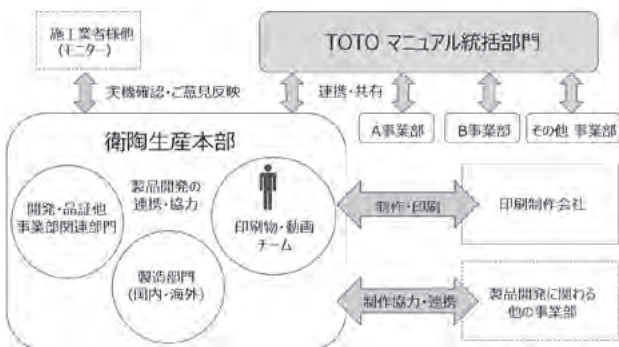 施工業者様他
(モニター)
TOTO マニュアル統括部門
実機確認・ご意見反映
連携・共有
A事業部
B事業部
その他 事業部
衛陶生産本部
開発・品証他
事業部関連部門
製品開発の
連携・協力
印刷物・動画
チーム
製造部門
(国内・海外)
制作・印刷
印刷制作会社
制作協力・連携
製品開発に関わる
他の事業部